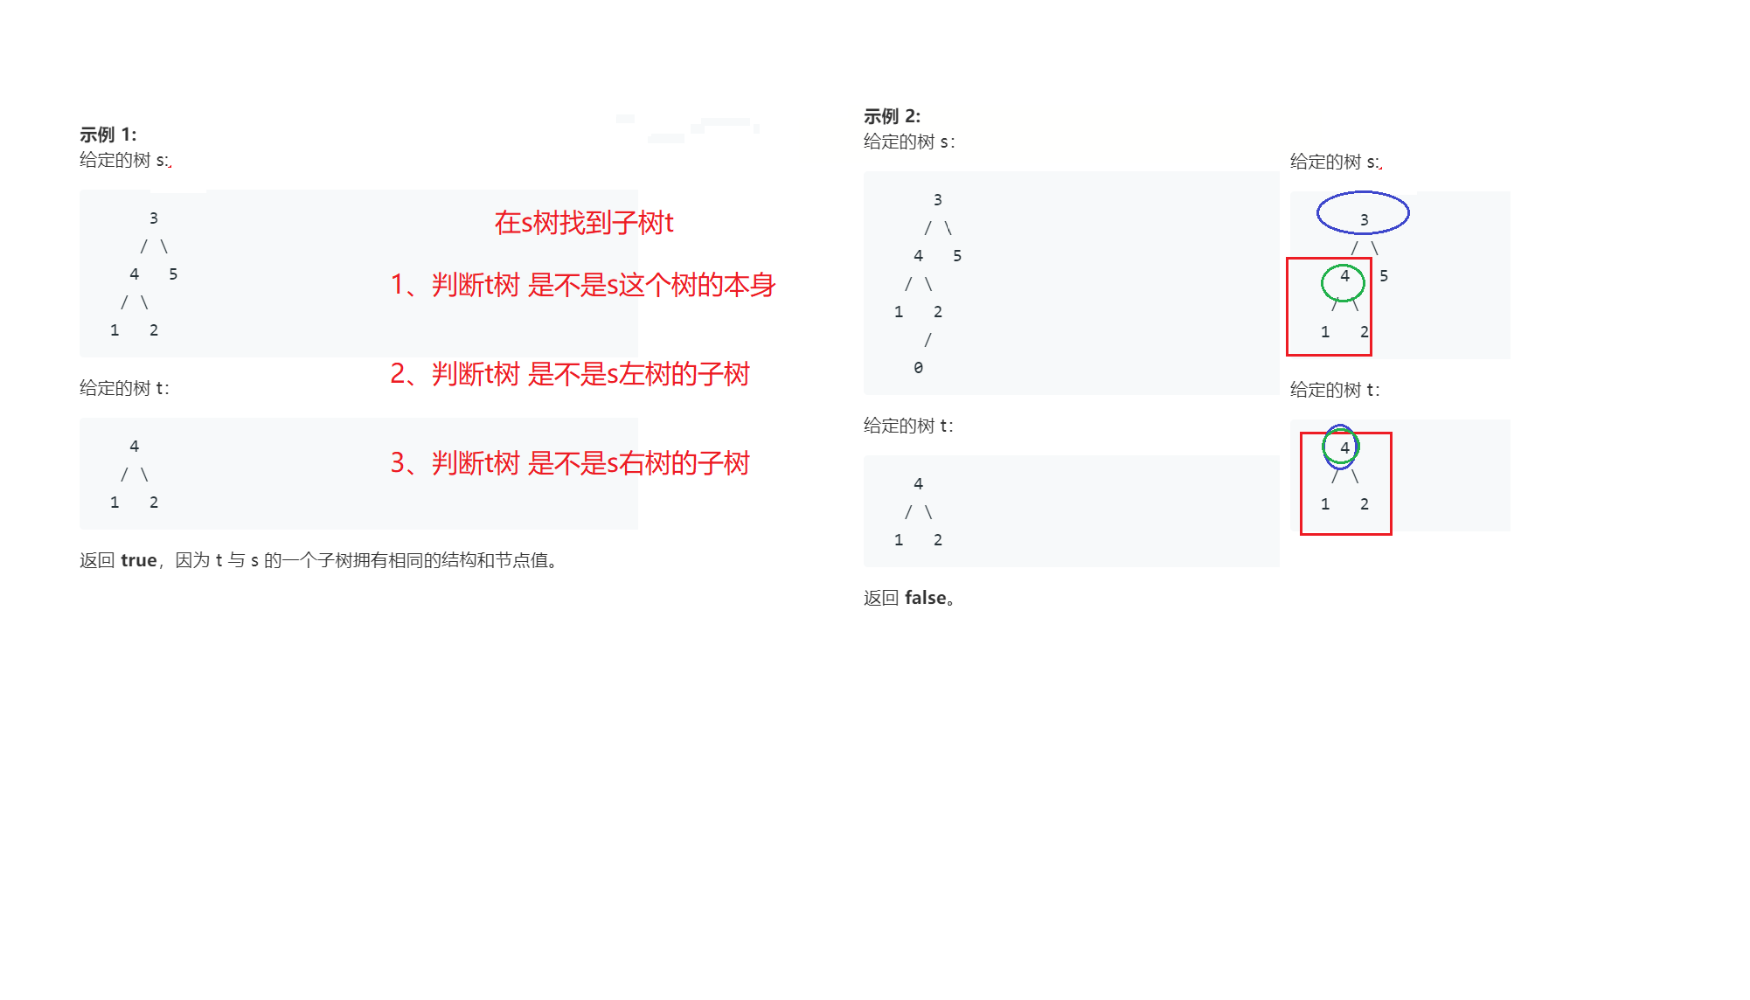 示例 1:
给定的树 s:
3
/ \
4 5
/ \
1 2
给定的树 t:
4
/ \
1 2
返回 true，因为 t 与 s 的一个子树拥有相同的结构和节点值。
在s树找到子树t
1、判断t树 是不是s这个树的本身
2、判断t树 是不是s左树的子树
3、判断t树 是不是s右树的子树
示例 2:
给定的树 s:
3
/ \
4 5
/ \
1 2
/
0
给定的树 t:
4
/ \
1 2
返回 false。
给定的树 s:
3
/ \
4 5
/ \
1 2
给定的树 t:
4
/ \
1 2